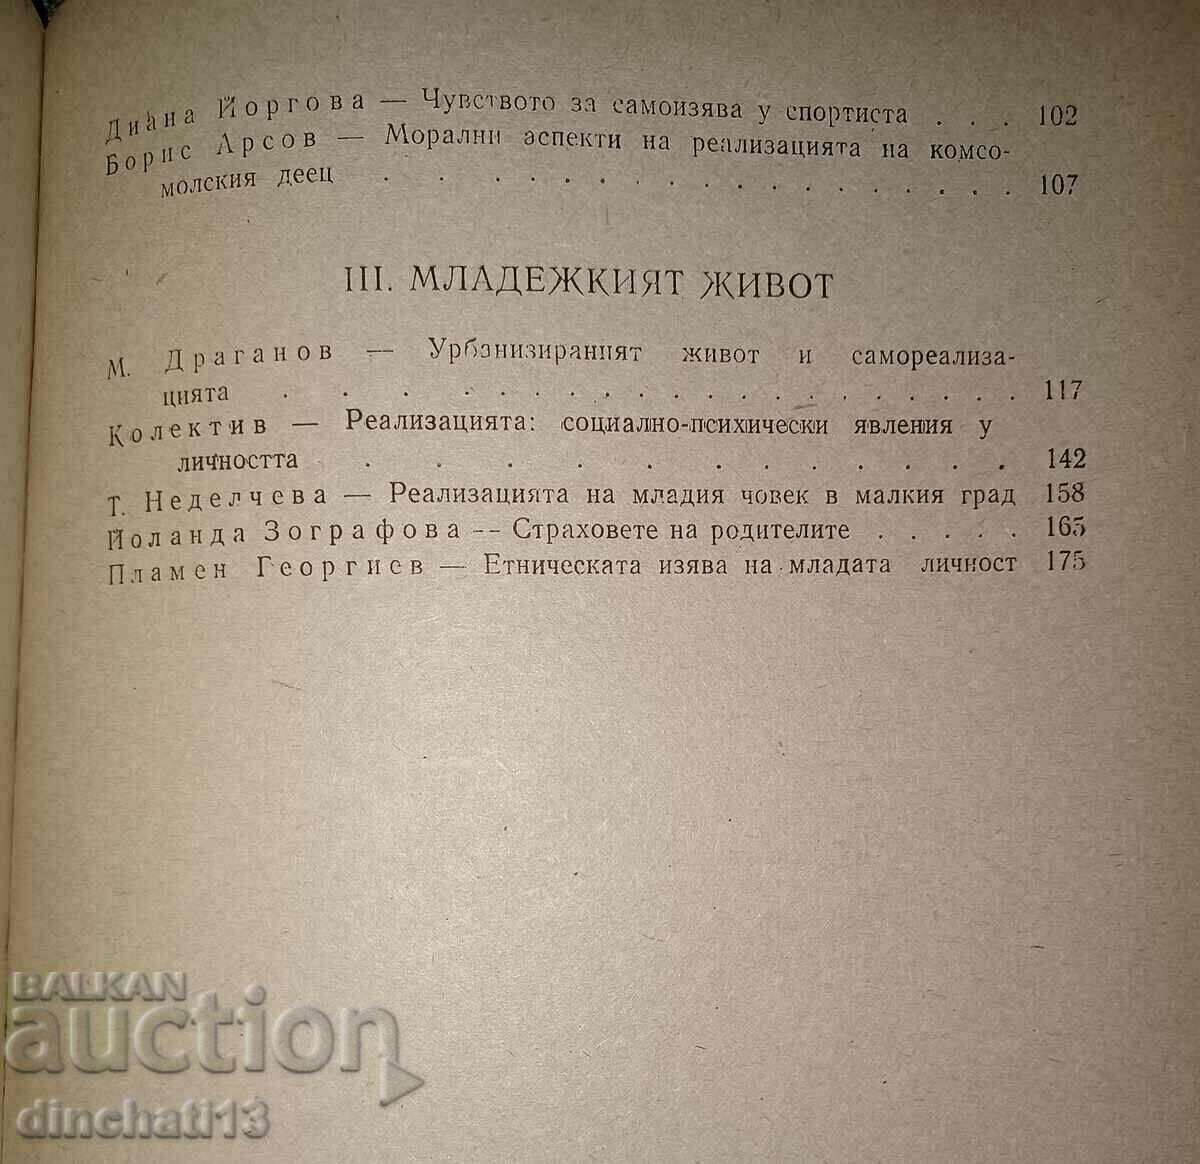 Диана Йоргова — Чувството за самоизява у спортиста . . . 102
Борис Арсов — Морални аспекти на реализацията на комсо-
молския деец . . . . . . . . . . . . . . . . 107
III. МЛАДЕЖКИЯТ ЖИВОТ
М. Драганов — Урбанизираният живот и самореализа-
цията . . . . . . . . . . . . . . . . . 117
Колектив — Реализацията: социално-психически явления у
личността . . . . . . . . . . . . 142
Т. Неделчева — Реализацията на младия човек в малкия град 158
Йоланда Зографова — Страховете на родителите . . . . . 165
Пламен Георгиев — Етническата изява на младата личност 175
BALKAN
auction
dinchati13